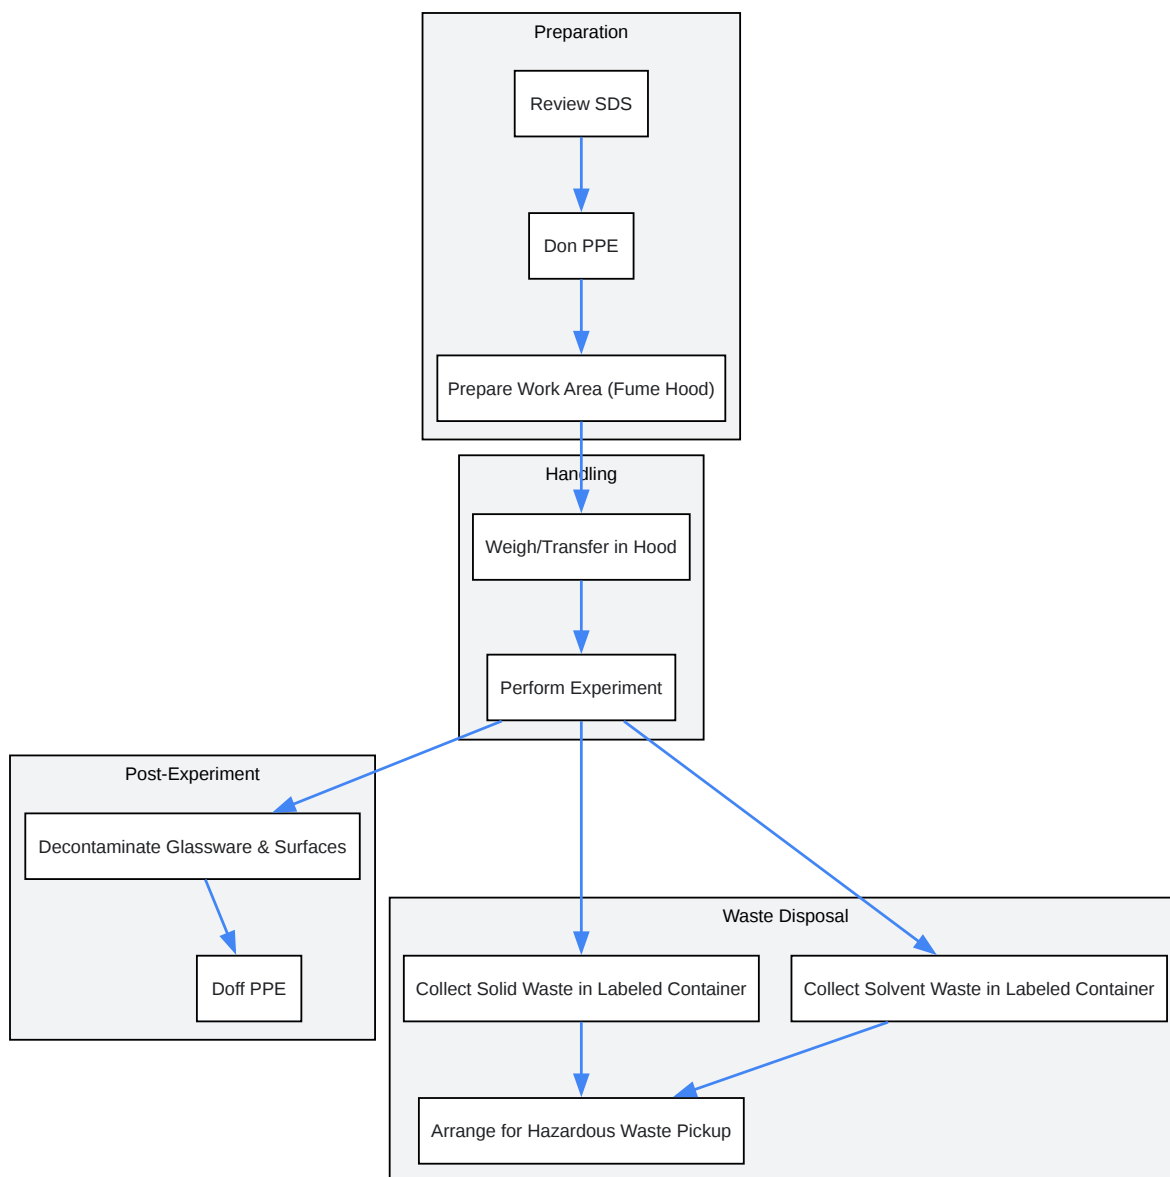 Preparation
Review SDS
Don PPE
Prepare Work Area (Fume Hood)
Handling
Weigh/Transfer in Hood
Perform Experiment
Post-Experiment
Decontaminate Glassware & Surfaces
Doff PPE
Waste Disposal
Collect Solid Waste in Labeled Container
Collect Solvent Waste in Labeled Container
Arrange for Hazardous Waste Pickup